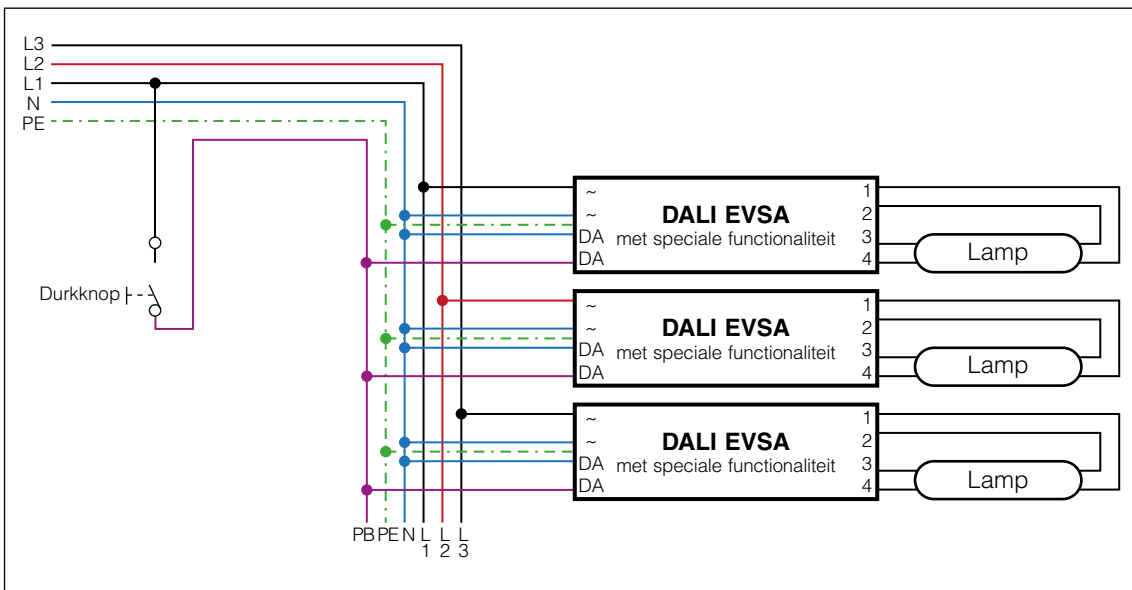 L3
L2
L1
N
PE
Durkknop
~
~
DA
DA
DALI EVSA
met speciale functionaliteit
1
2
3
4
Lamp
~
~
DA
DA
DALI EVSA
met speciale functionaliteit
1
2
3
4
Lamp
~
~
DA
DA
DALI EVSA
met speciale functionaliteit
1
2
3
4
Lamp
PB PE N L L L
1 2 3